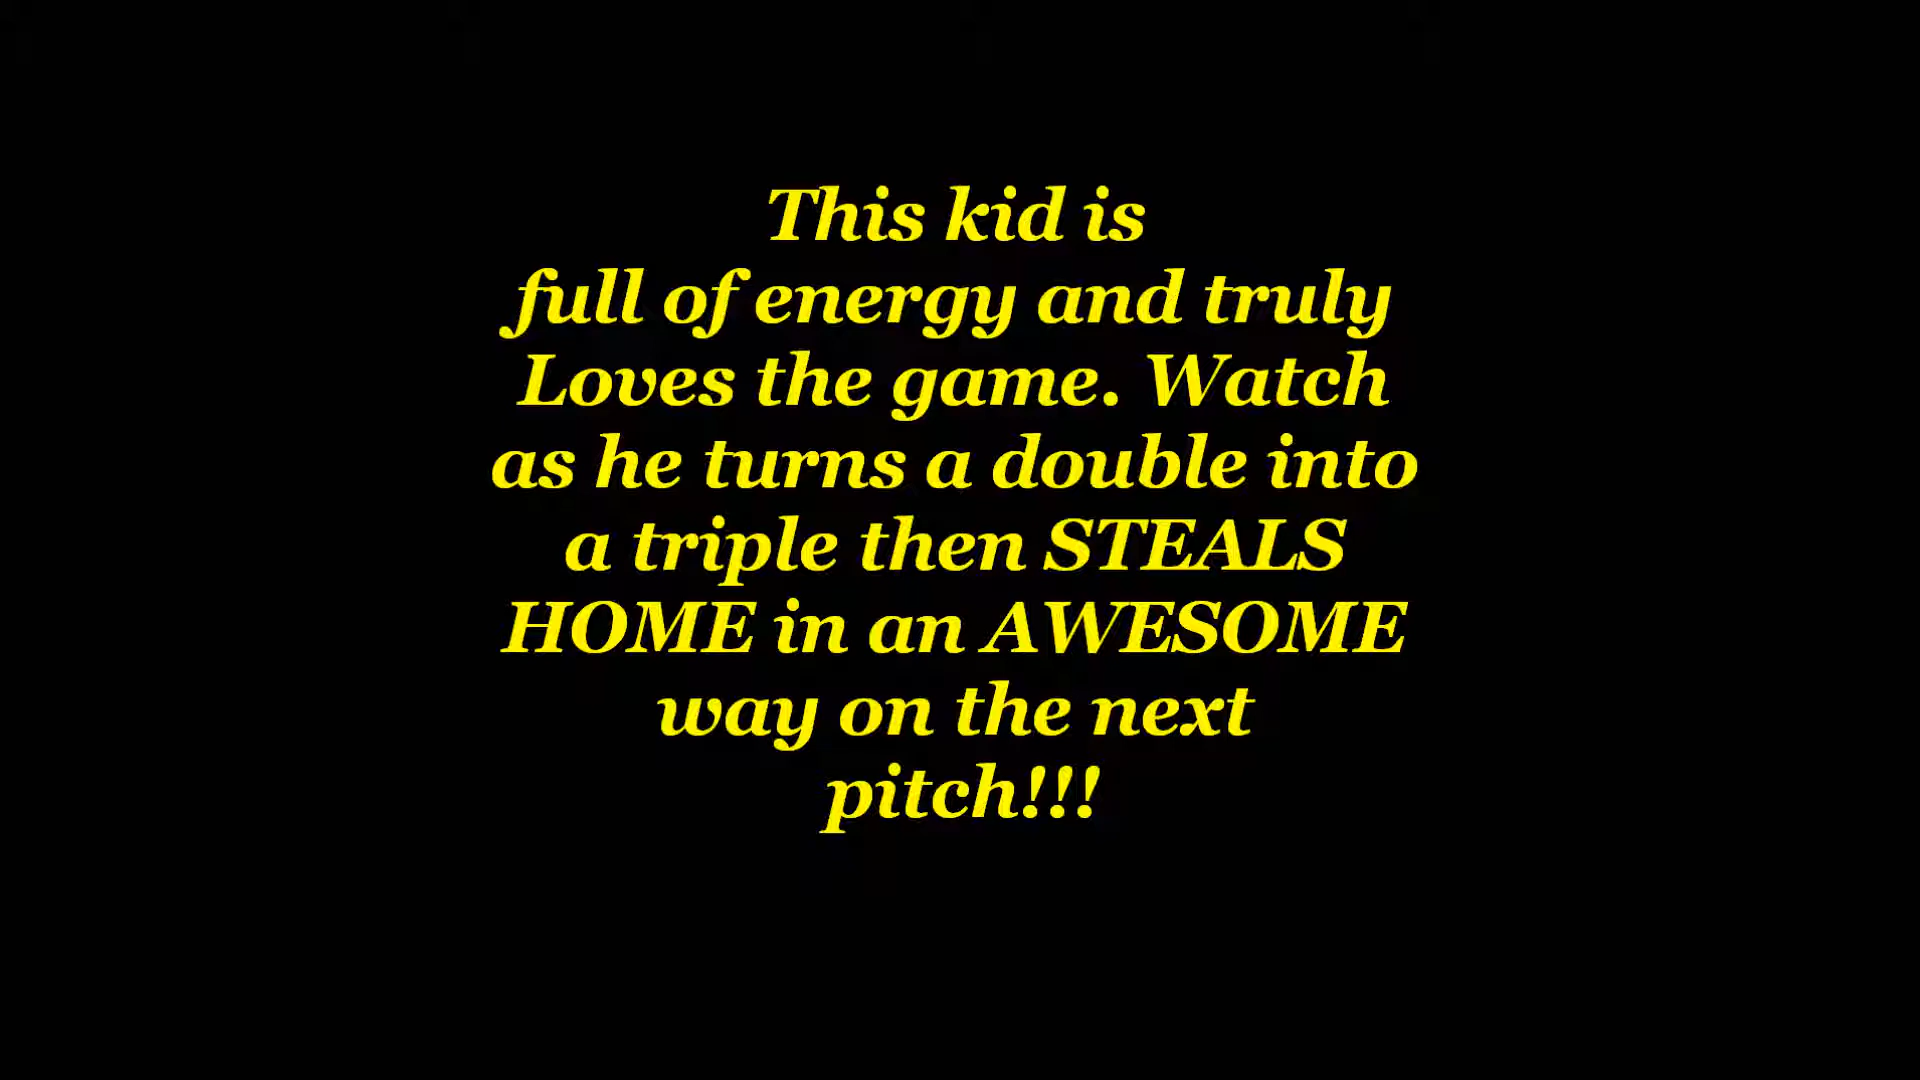 This kid is
full of energy and truly
Loves the game. Watch
as he turns a double into
a triple then STEALS
HOME in an AWESOME
way on the next
pitch!!!